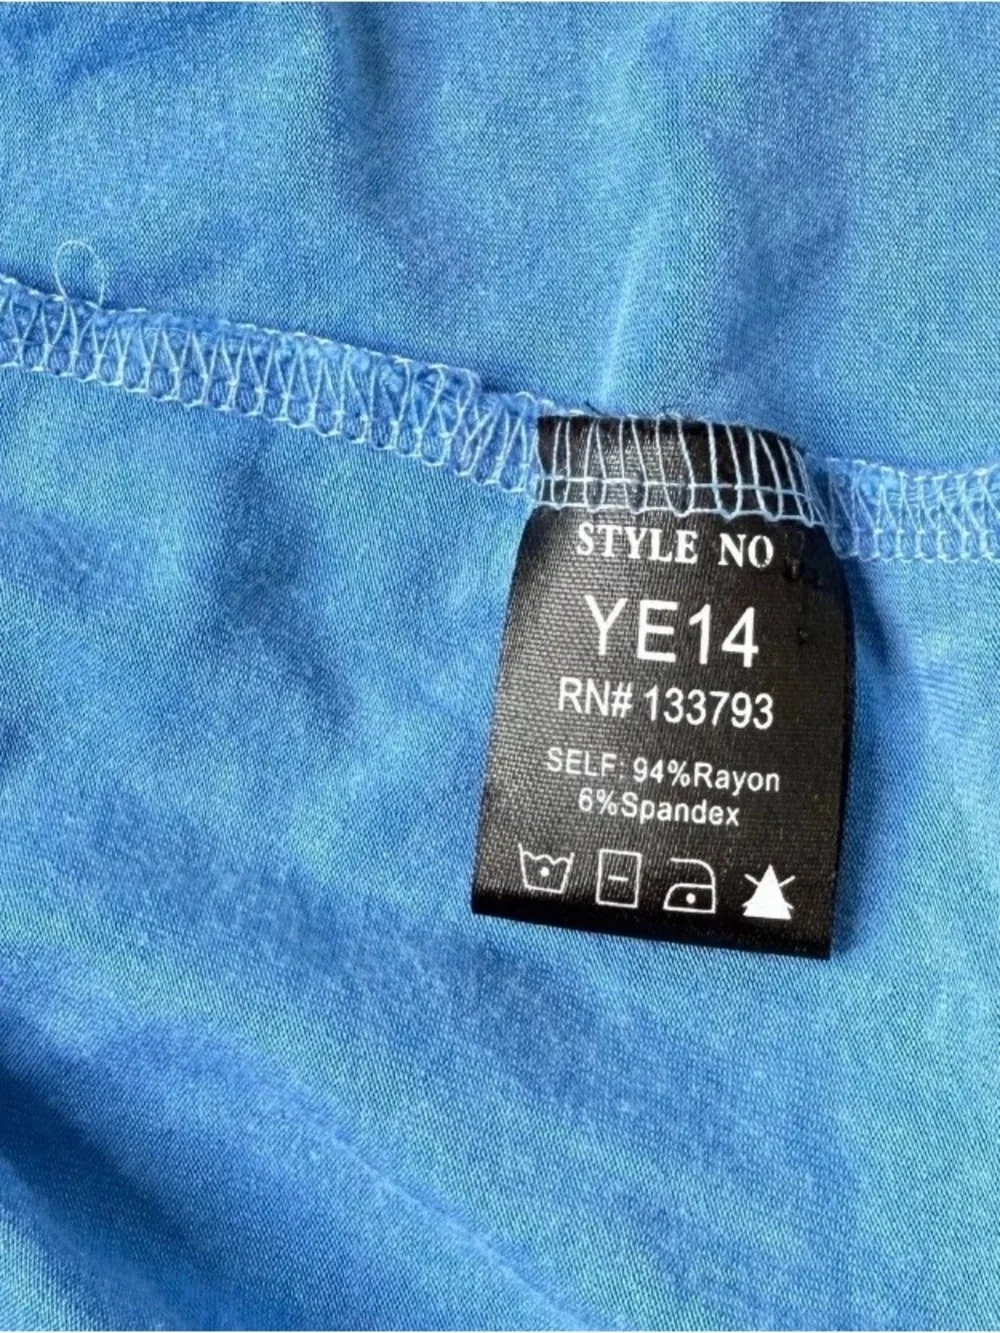 STYLE NO
YE14
RN# 133793
SELF: 94%Rayon
6%Spandex